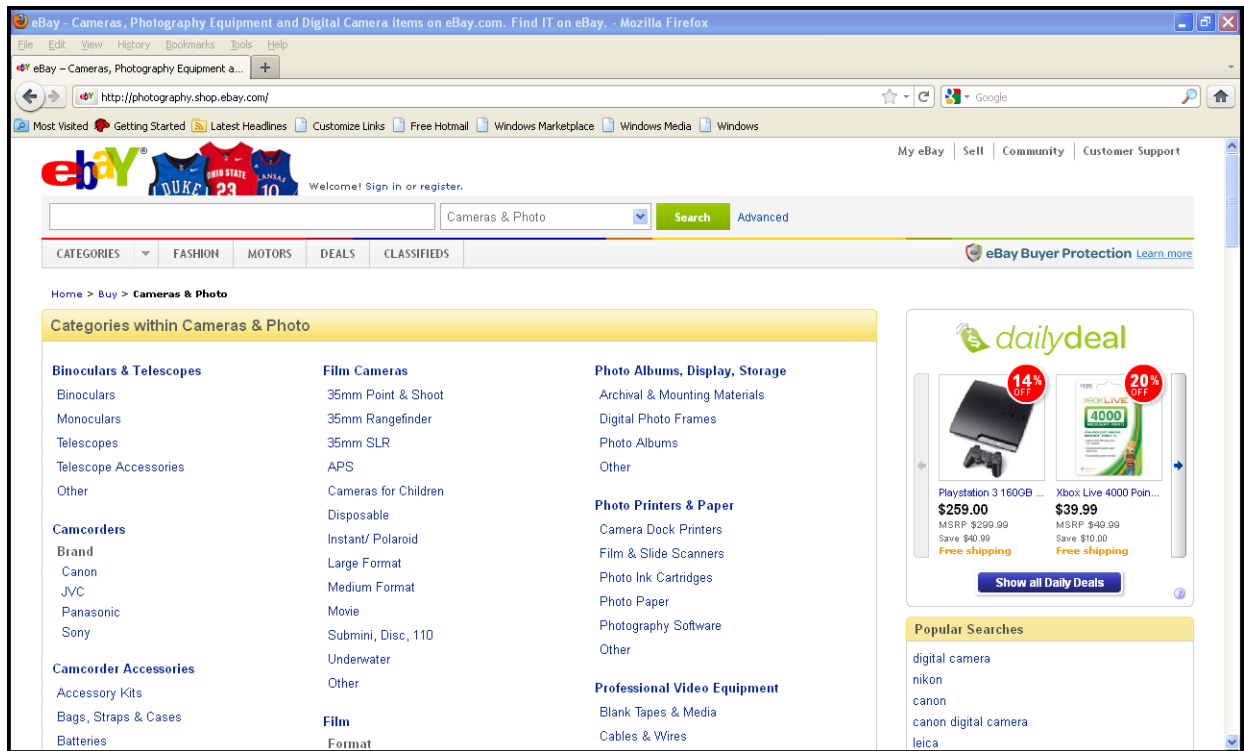 eBay - Cameras, Photography Equipment and Digital Camera items on eBay.com. Find IT on eBay. - Mozilla Firefox
File Edit View History Bookmarks Tools Help
eBay – Cameras, Photography Equipment a...
http://photography.shop.ebay.com/
Google
Most Visited Getting Started Latest Headlines Customize Links Free Hotmail Windows Marketplace Windows Media Windows
ebaY®
DUKE
OHIO STATE 23
KANSAS 10
Welcome! Sign in or register.
My eBay Sell Community Customer Support
Cameras & Photo Search Advanced
CATEGORIES FASHION MOTORS DEALS CLASSIFIEDS
eBay Buyer Protection Learn more
Home > Buy > Cameras & Photo
Categories within Cameras & Photo
Binoculars & Telescopes
Binoculars
Monoculars
Telescopes
Telescope Accessories
Other
Camcorders
Brand
Canon
JVC
Panasonic
Sony
Camcorder Accessories
Accessory Kits
Bags, Straps & Cases
Batteries
Film Cameras
35mm Point & Shoot
35mm Rangefinder
35mm SLR
APS
Cameras for Children
Disposable
Instant/ Polaroid
Large Format
Medium Format
Movie
Submini, Disc, 110
Underwater
Other
Film
Format
Photo Albums, Display, Storage
Archival & Mounting Materials
Digital Photo Frames
Photo Albums
Other
Photo Printers & Paper
Camera Dock Printers
Film & Slide Scanners
Photo Ink Cartridges
Photo Paper
Photography Software
Other
Professional Video Equipment
Blank Tapes & Media
Cables & Wires
dailydeal
14% OFF
20% OFF
XBOX LIVE
4000
Playstation 3 160GB ...
$259.00
MSRP $299.99
Save $40.99
Free shipping
Xbox Live 4000 Poin...
$39.99
MSRP $49.99
Save $10.00
Free shipping
Show all Daily Deals
Popular Searches
digital camera
nikon
canon
canon digital camera
leica